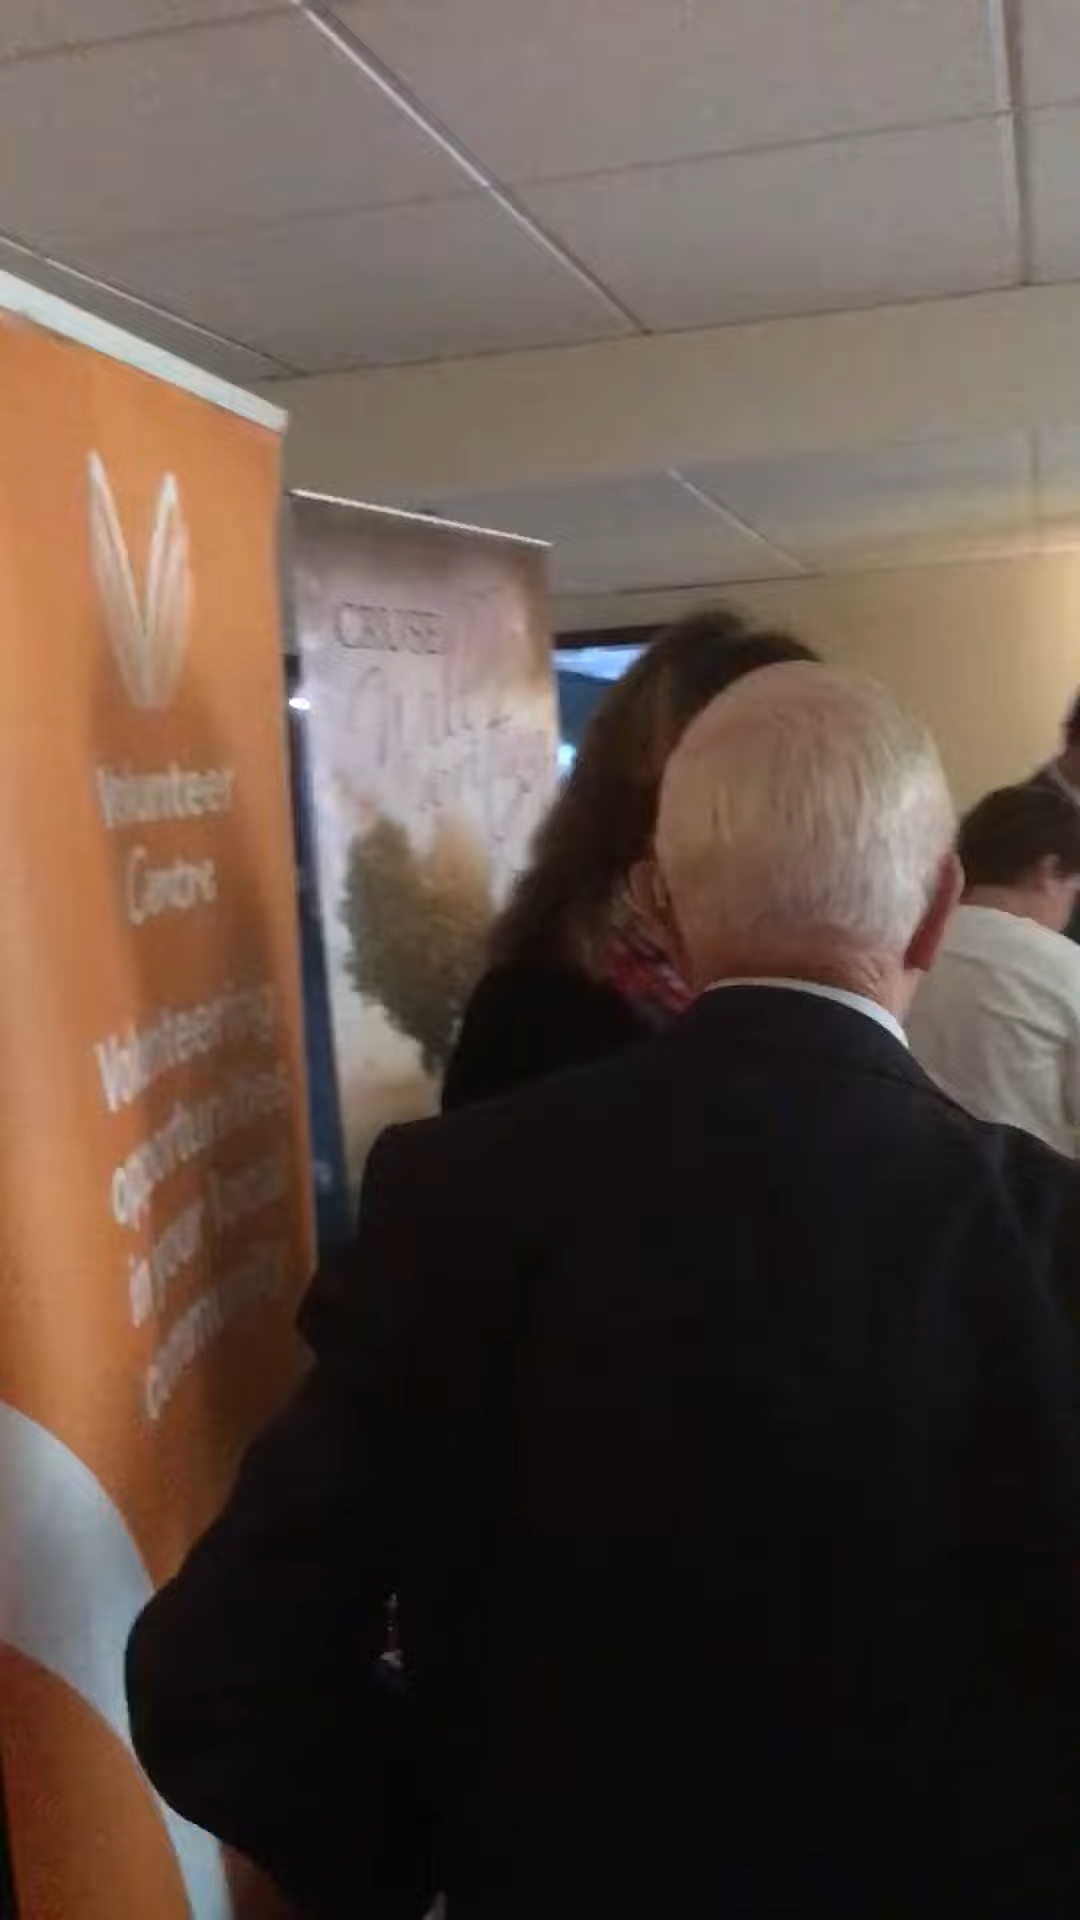 Volunteer
Centre
Volunteering
opportunities
in your local
community
CRUSE